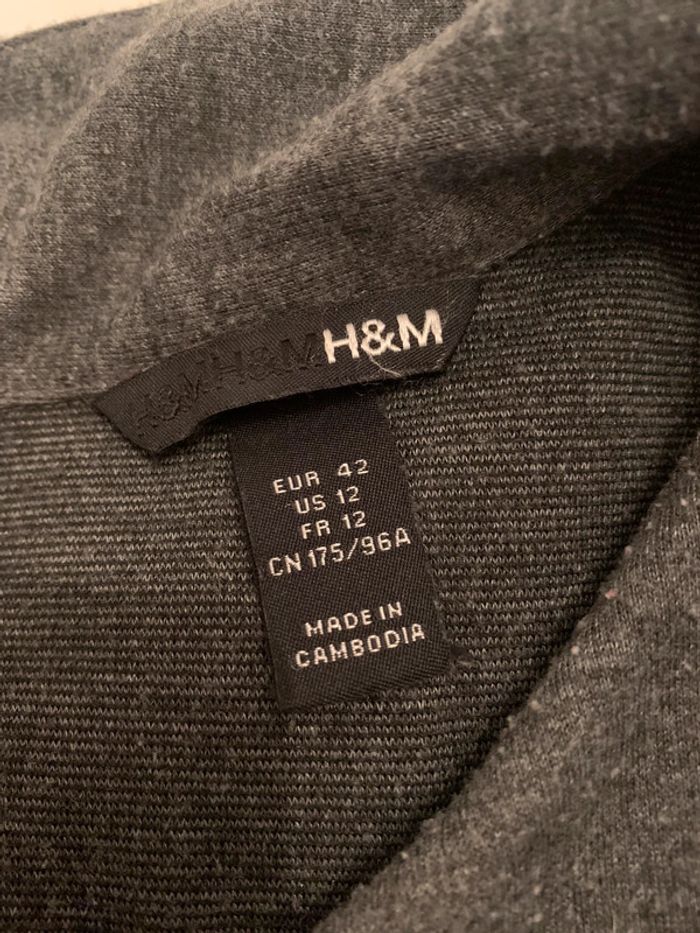 H&M H&M H&M
EUR 42
US 12
FR 12
CN 175/96A
MADE IN
CAMBODIA